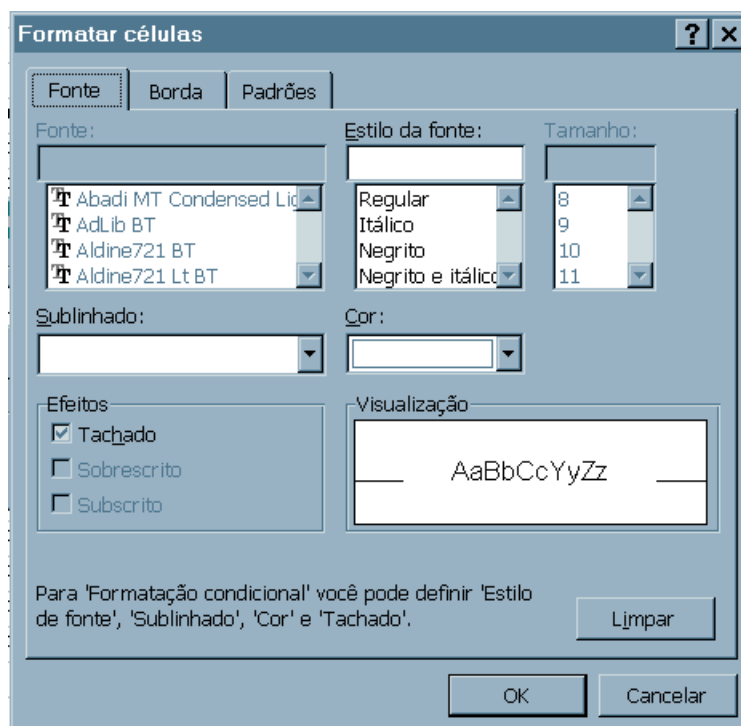 Formatar células
Fonte Borda Padrões
Fonte: Estilo da fonte: Tamanho:
Abadi MT Condensed Lig Regular 8
AdLib BT Itálico 9
Aldine721 BT Negrito 10
Aldine721 Lt BT Negrito e itálico 11
Sublinhado: Cor:
Efeitos Visualização
Tachado
AaBbCcYyZz
Sobrescrito
Subscrito
Para 'Formatação condicional' você pode definir 'Estilo
de fonte', 'Sublinhado', 'Cor' e 'Tachado'.
Limpar
OK Cancelar